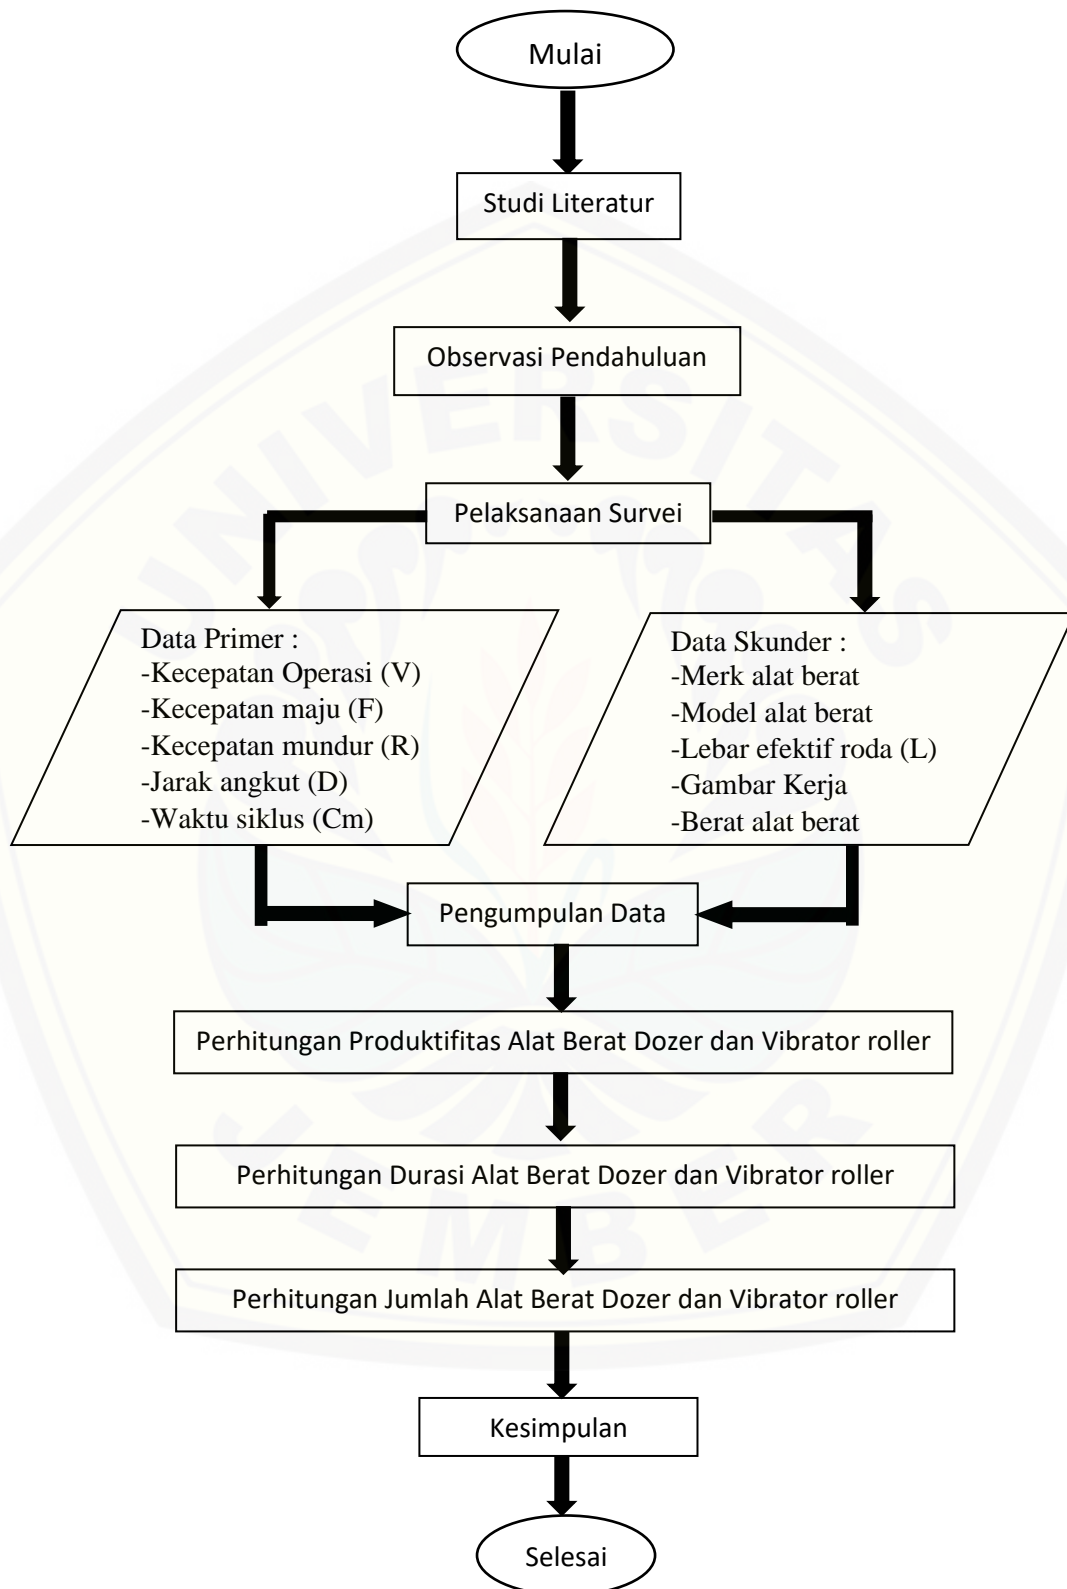 Mulai
Studi Literatur
Observasi Pendahuluan
Pelaksanaan Survei
Data Primer :
-Kecepatan Operasi (V)
-Kecepatan maju (F)
-Kecepatan mundur (R)
-Jarak angkut (D)
-Waktu siklus (Cm)
Data Skunder :
-Merk alat berat
-Model alat berat
-Lebar efektif roda (L)
-Gambar Kerja
-Berat alat berat
Pengumpulan Data
Perhitungan Produktifitas Alat Berat Dozer dan Vibrator roller
Perhitungan Durasi Alat Berat Dozer dan Vibrator roller
Perhitungan Jumlah Alat Berat Dozer dan Vibrator roller
Kesimpulan
Selesai
UNIVERSITAS
JEMBER